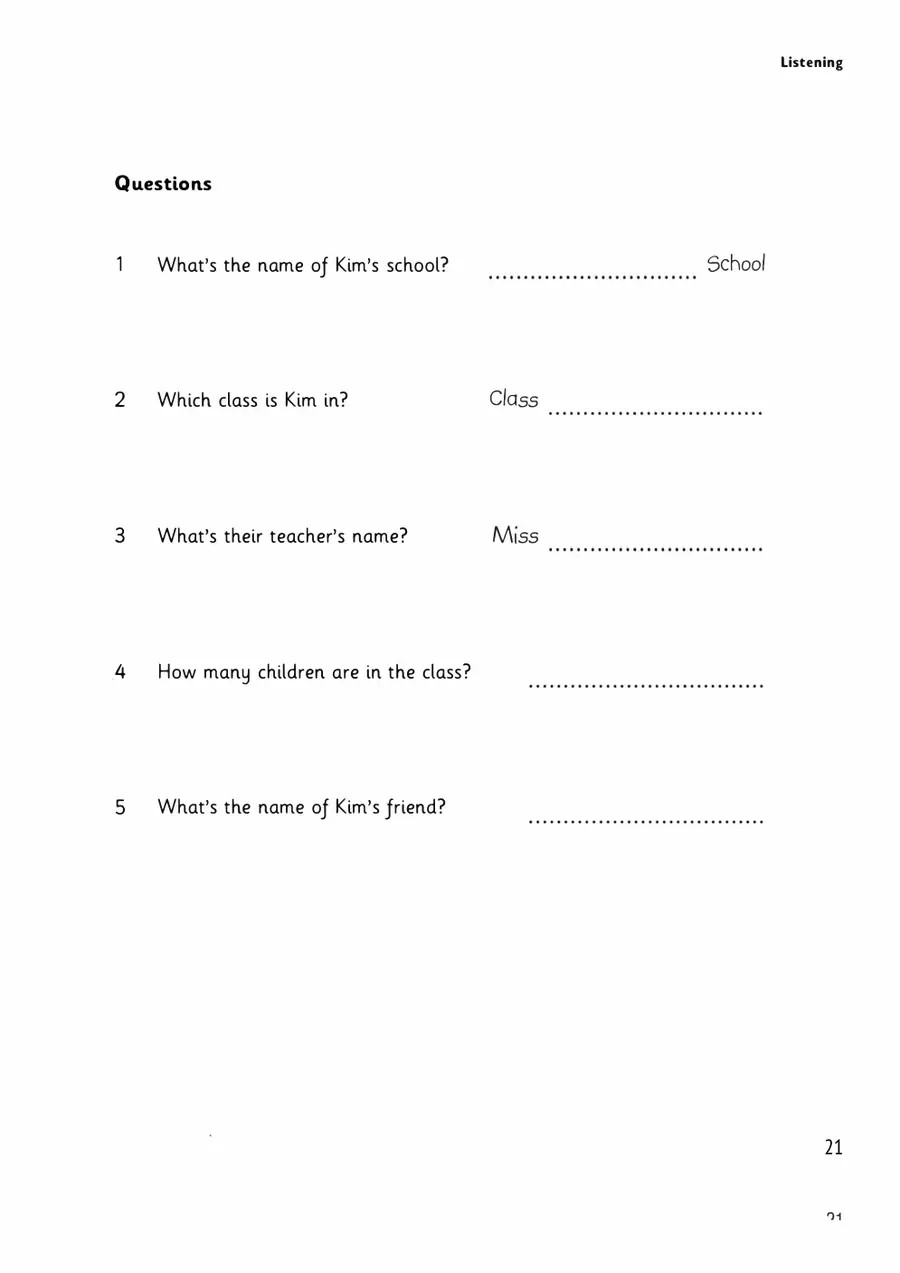 Listening
Questions
1 What's the name of Kim's school? .............................. School
2 Which class is Kim in? Class ...............................
3 What's their teacher's name? Miss ...............................
4 How many children are in the class? ..................................
5 What's the name of Kim's friend? ..................................
21
21